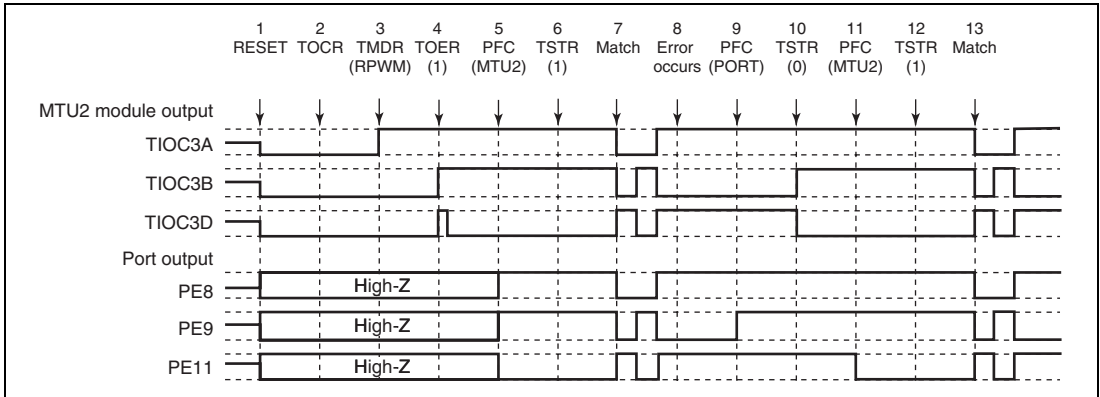 1 2 3 4 5 6 7 8 9 10 11 12 13
RESET TOCR TMDR TOER PFC TSTR Match Error PFC TSTR PFC TSTR Match
(RPWM) (1) (MTU2) (1) occurs (PORT) (0) (MTU2) (1)
MTU2 module output
TIOC3A
TIOC3B
TIOC3D
Port output
PE8 High-Z
PE9 High-Z
PE11 High-Z